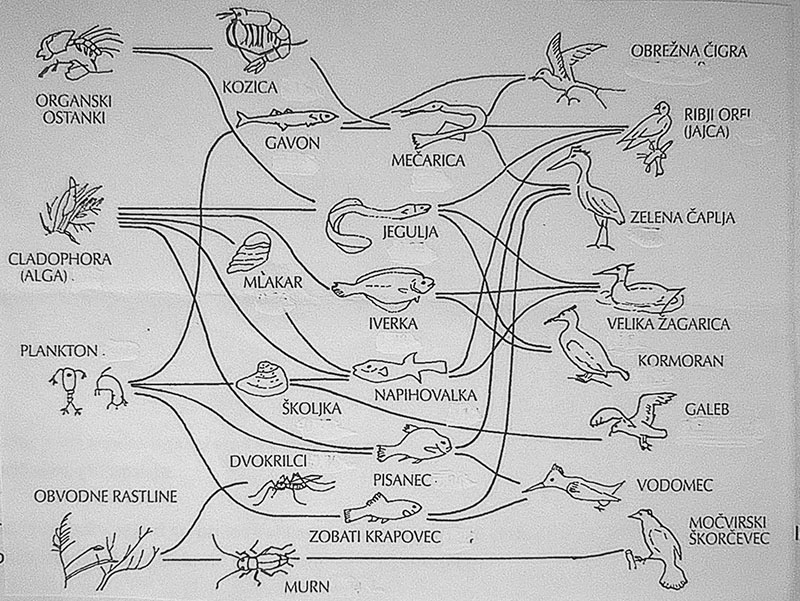 KOZICA
OBREŽNA ČIGRA
ORGANSKI
OSTANKI
RIBJI OREL
(JAJCA)
GAVON
MEČARICA
ZELENA ČAPLJA
JEGULJA
CLADOPHORA
(ALGA)
MLAKAR
IVERKA
VELIKA ŽAGARICA
PLANKTON
KORMORAN
ŠKOLJKA
NAPIHOVALKA
GALEB
DVOKRILCI
PISANEC
VODOMEC
OBVODNE RASTLINE
ZOBATI KRAPOVEC
MOČVIRSKI
ŠKORČEVEC
MURN